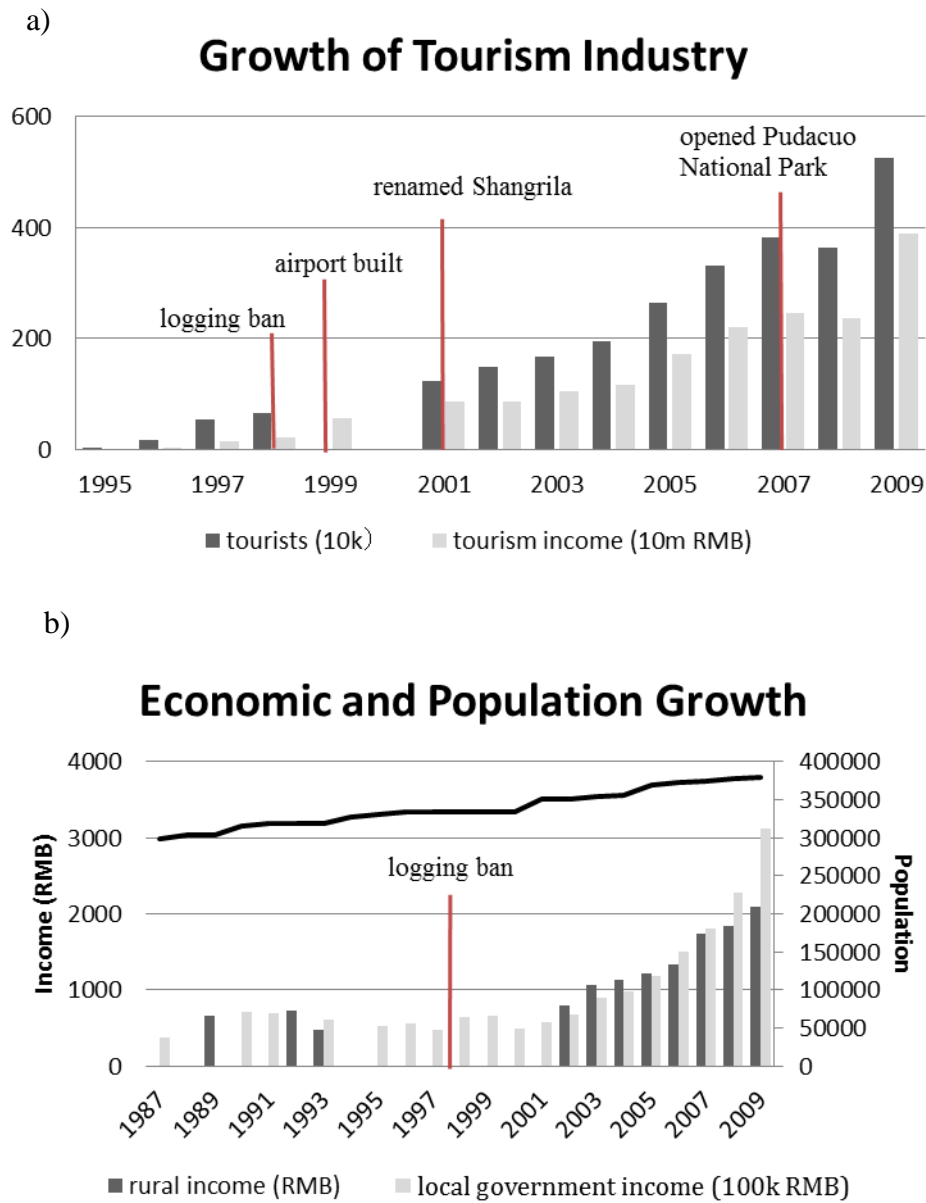 a)
Growth of Tourism Industry
600
400
200
0
opened Pudacuo
National Park
renamed Shangrila
airport built
logging ban
1995 1997 1999 2001 2003 2005 2007 2009
tourists (10k） tourism income (10m RMB)
b)
Economic and Population Growth
4000
3000
2000
1000
0
Income (RMB)
logging ban
400000
350000
300000
250000
200000
150000
100000
50000
0
Population
1987 1989 1991 1993 1995 1997 1999 2001 2003 2005 2007 2009
rural income (RMB) local government income (100k RMB)